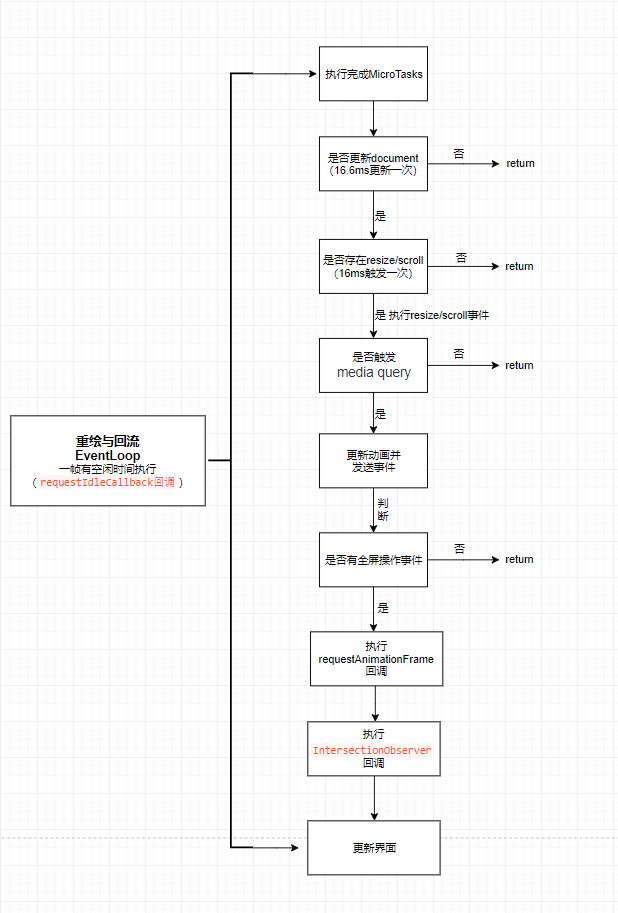 执行完成MicroTasks
是否更新document
（16.6ms更新一次）
否
return
是
是否存在resize/scroll
（16ms触发一次）
否
return
是 执行resize/scroll事件
是否触发
media query
否
return
是
重绘与回流
EventLoop
一帧有空闲时间执行
（ requestIdleCallback回调 ）
更新动画并
发送事件
判
断
是否有全屏操作事件
否
return
是
执行
requestAnimationFrame
回调
执行
IntersectionObserver
回调
更新界面